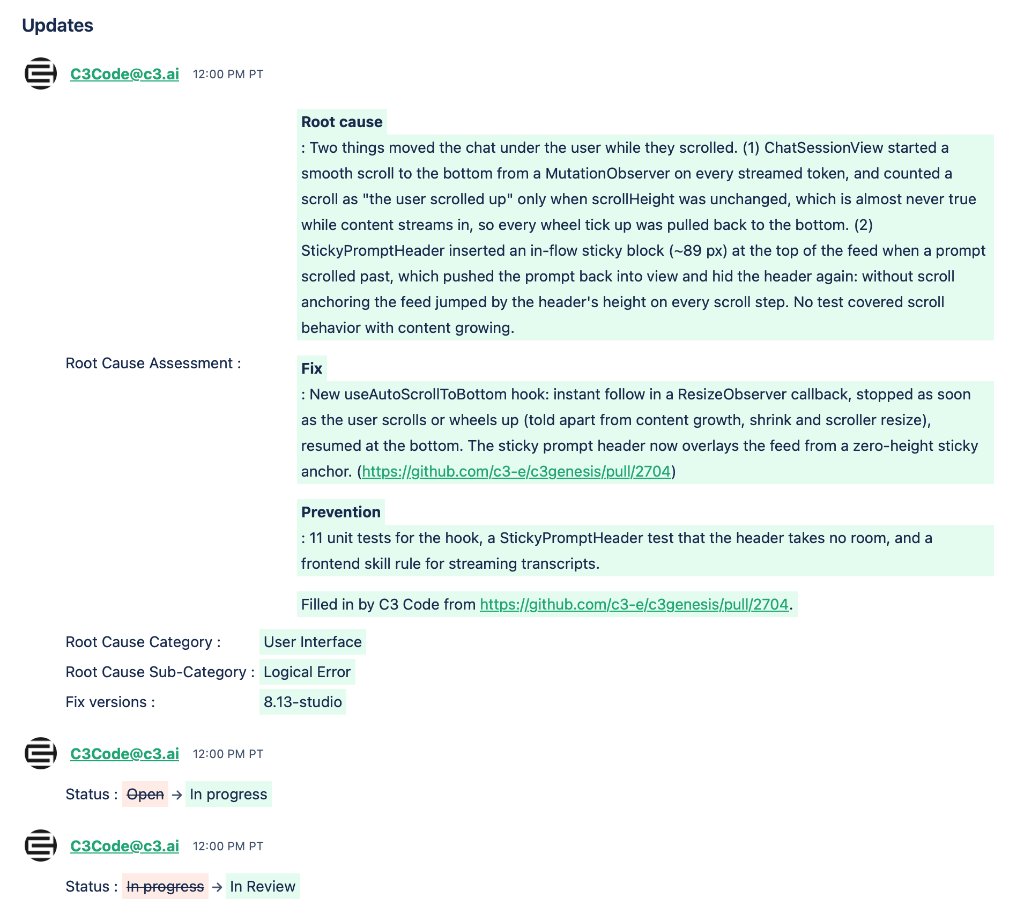 Updates
C3Code@c3.ai 12:00 PM PT
Root cause
: Two things moved the chat under the user while they scrolled. (1) ChatSessionView started a
smooth scroll to the bottom from a MutationObserver on every streamed token, and counted a
scroll as "the user scrolled up" only when scrollHeight was unchanged, which is almost never true
while content streams in, so every wheel tick up was pulled back to the bottom. (2)
StickyPromptHeader inserted an in-flow sticky block (~89 px) at the top of the feed when a prompt
scrolled past, which pushed the prompt back into view and hid the header again: without scroll
anchoring the feed jumped by the header's height on every scroll step. No test covered scroll
behavior with content growing.
Root Cause Assessment :
Fix
: New useAutoScrollToBottom hook: instant follow in a ResizeObserver callback, stopped as soon
as the user scrolls or wheels up (told apart from content growth, shrink and scroller resize),
resumed at the bottom. The sticky prompt header now overlays the feed from a zero-height sticky
anchor. (https://github.com/c3-e/c3genesis/pull/2704)
Prevention
: 11 unit tests for the hook, a StickyPromptHeader test that the header takes no room, and a
frontend skill rule for streaming transcripts.
Filled in by C3 Code from https://github.com/c3-e/c3genesis/pull/2704.
Root Cause Category : User Interface
Root Cause Sub-Category : Logical Error
Fix versions : 8.13-studio
C3Code@c3.ai 12:00 PM PT
Status : Open → In progress
C3Code@c3.ai 12:00 PM PT
Status : In progress → In Review